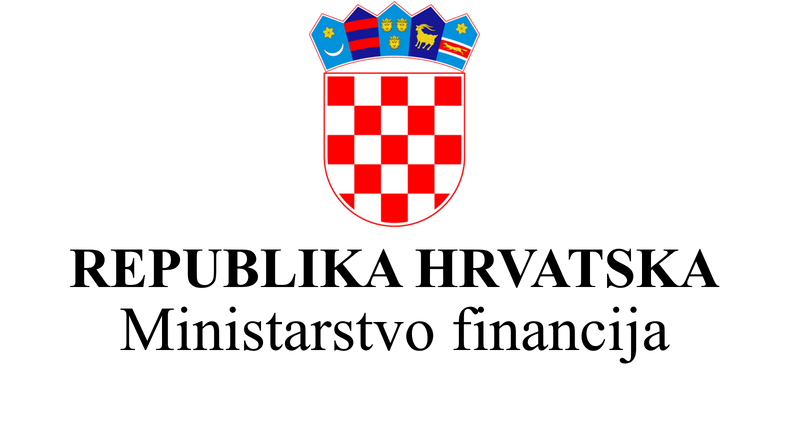 REPUBLIKA HRVATSKA
Ministarstvo financija